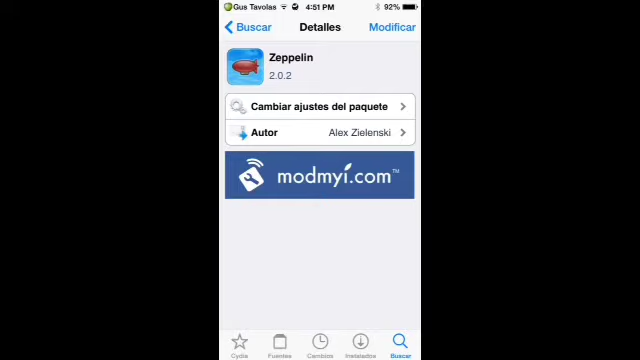 Gus Tavolas 4:51 PM 92%
Buscar Detalles Modificar
Zeppelin
2.0.2
Cambiar ajustes del paquete
Autor Alex Zielenski
modmyi.com™
Cydia Fuentes Cambios Instalados Buscar